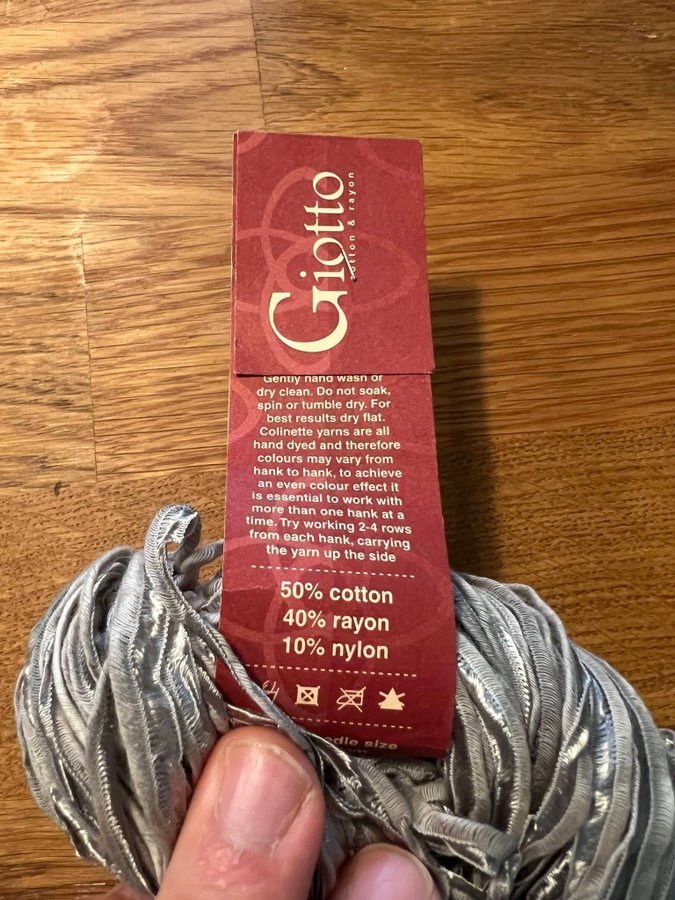 Giotto
cotton & rayon
Gently hand wash or
dry clean. Do not soak,
spin or tumble dry. For
best results dry flat.
Colinette yarns are all
hand dyed and therefore
colours may vary from
hank to hank, to achieve
an even colour effect it
is essential to work with
more than one hank at a
time. Try working 2-4 rows
from each hank, carrying
the yarn up the side
50% cotton
40% rayon
10% nylon
size